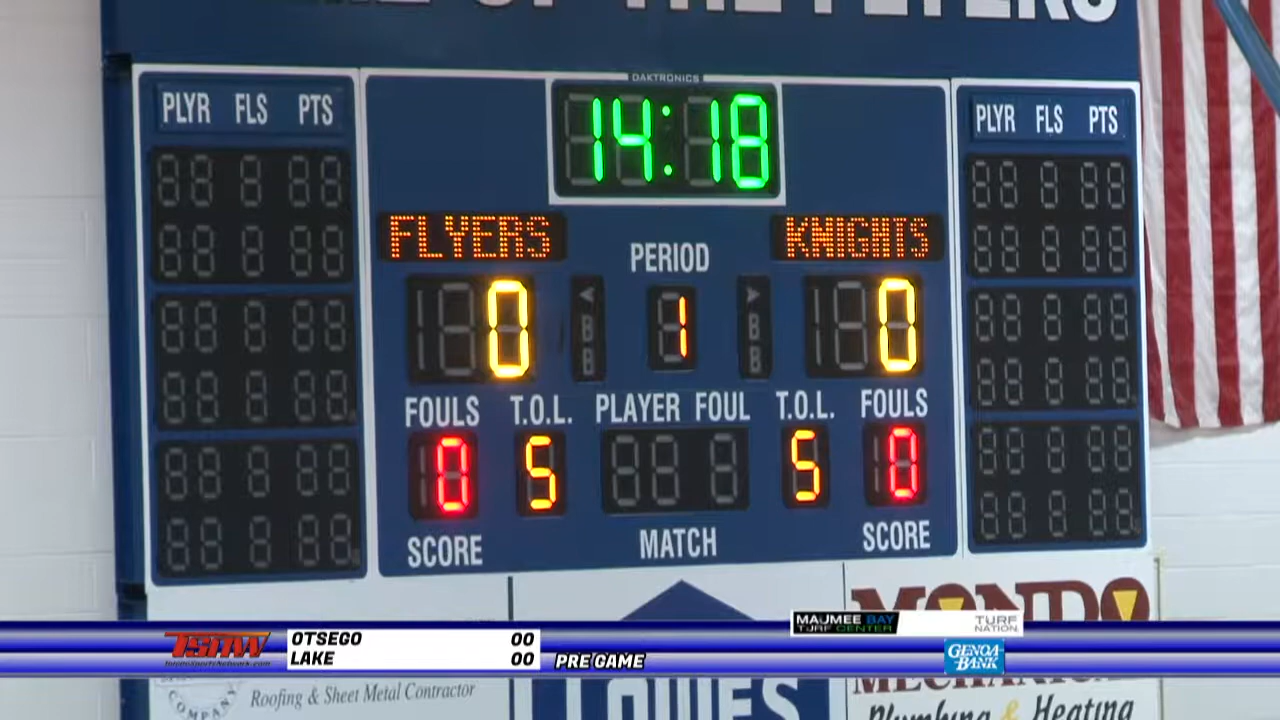 OF THE FLYERS
DAKTRONICS
14:18
PLYR FLS PTS
PLYR FLS PTS
FLYERS
KNIGHTS
PERIOD
0
1
0
FOULS T.O.L. PLAYER FOUL T.O.L. FOULS
0 5 5 0
SCORE MATCH SCORE
MONDO
MAUMEE BAY
TURF CENTER
TURF
NATION
TSNW
OTSEGO 00
LAKE 00
PRE GAME
GENOA
BANK
MECHANICAL
Roofing & Sheet Metal Contractor
COMPANY
LOWES
Plumbing & Heating